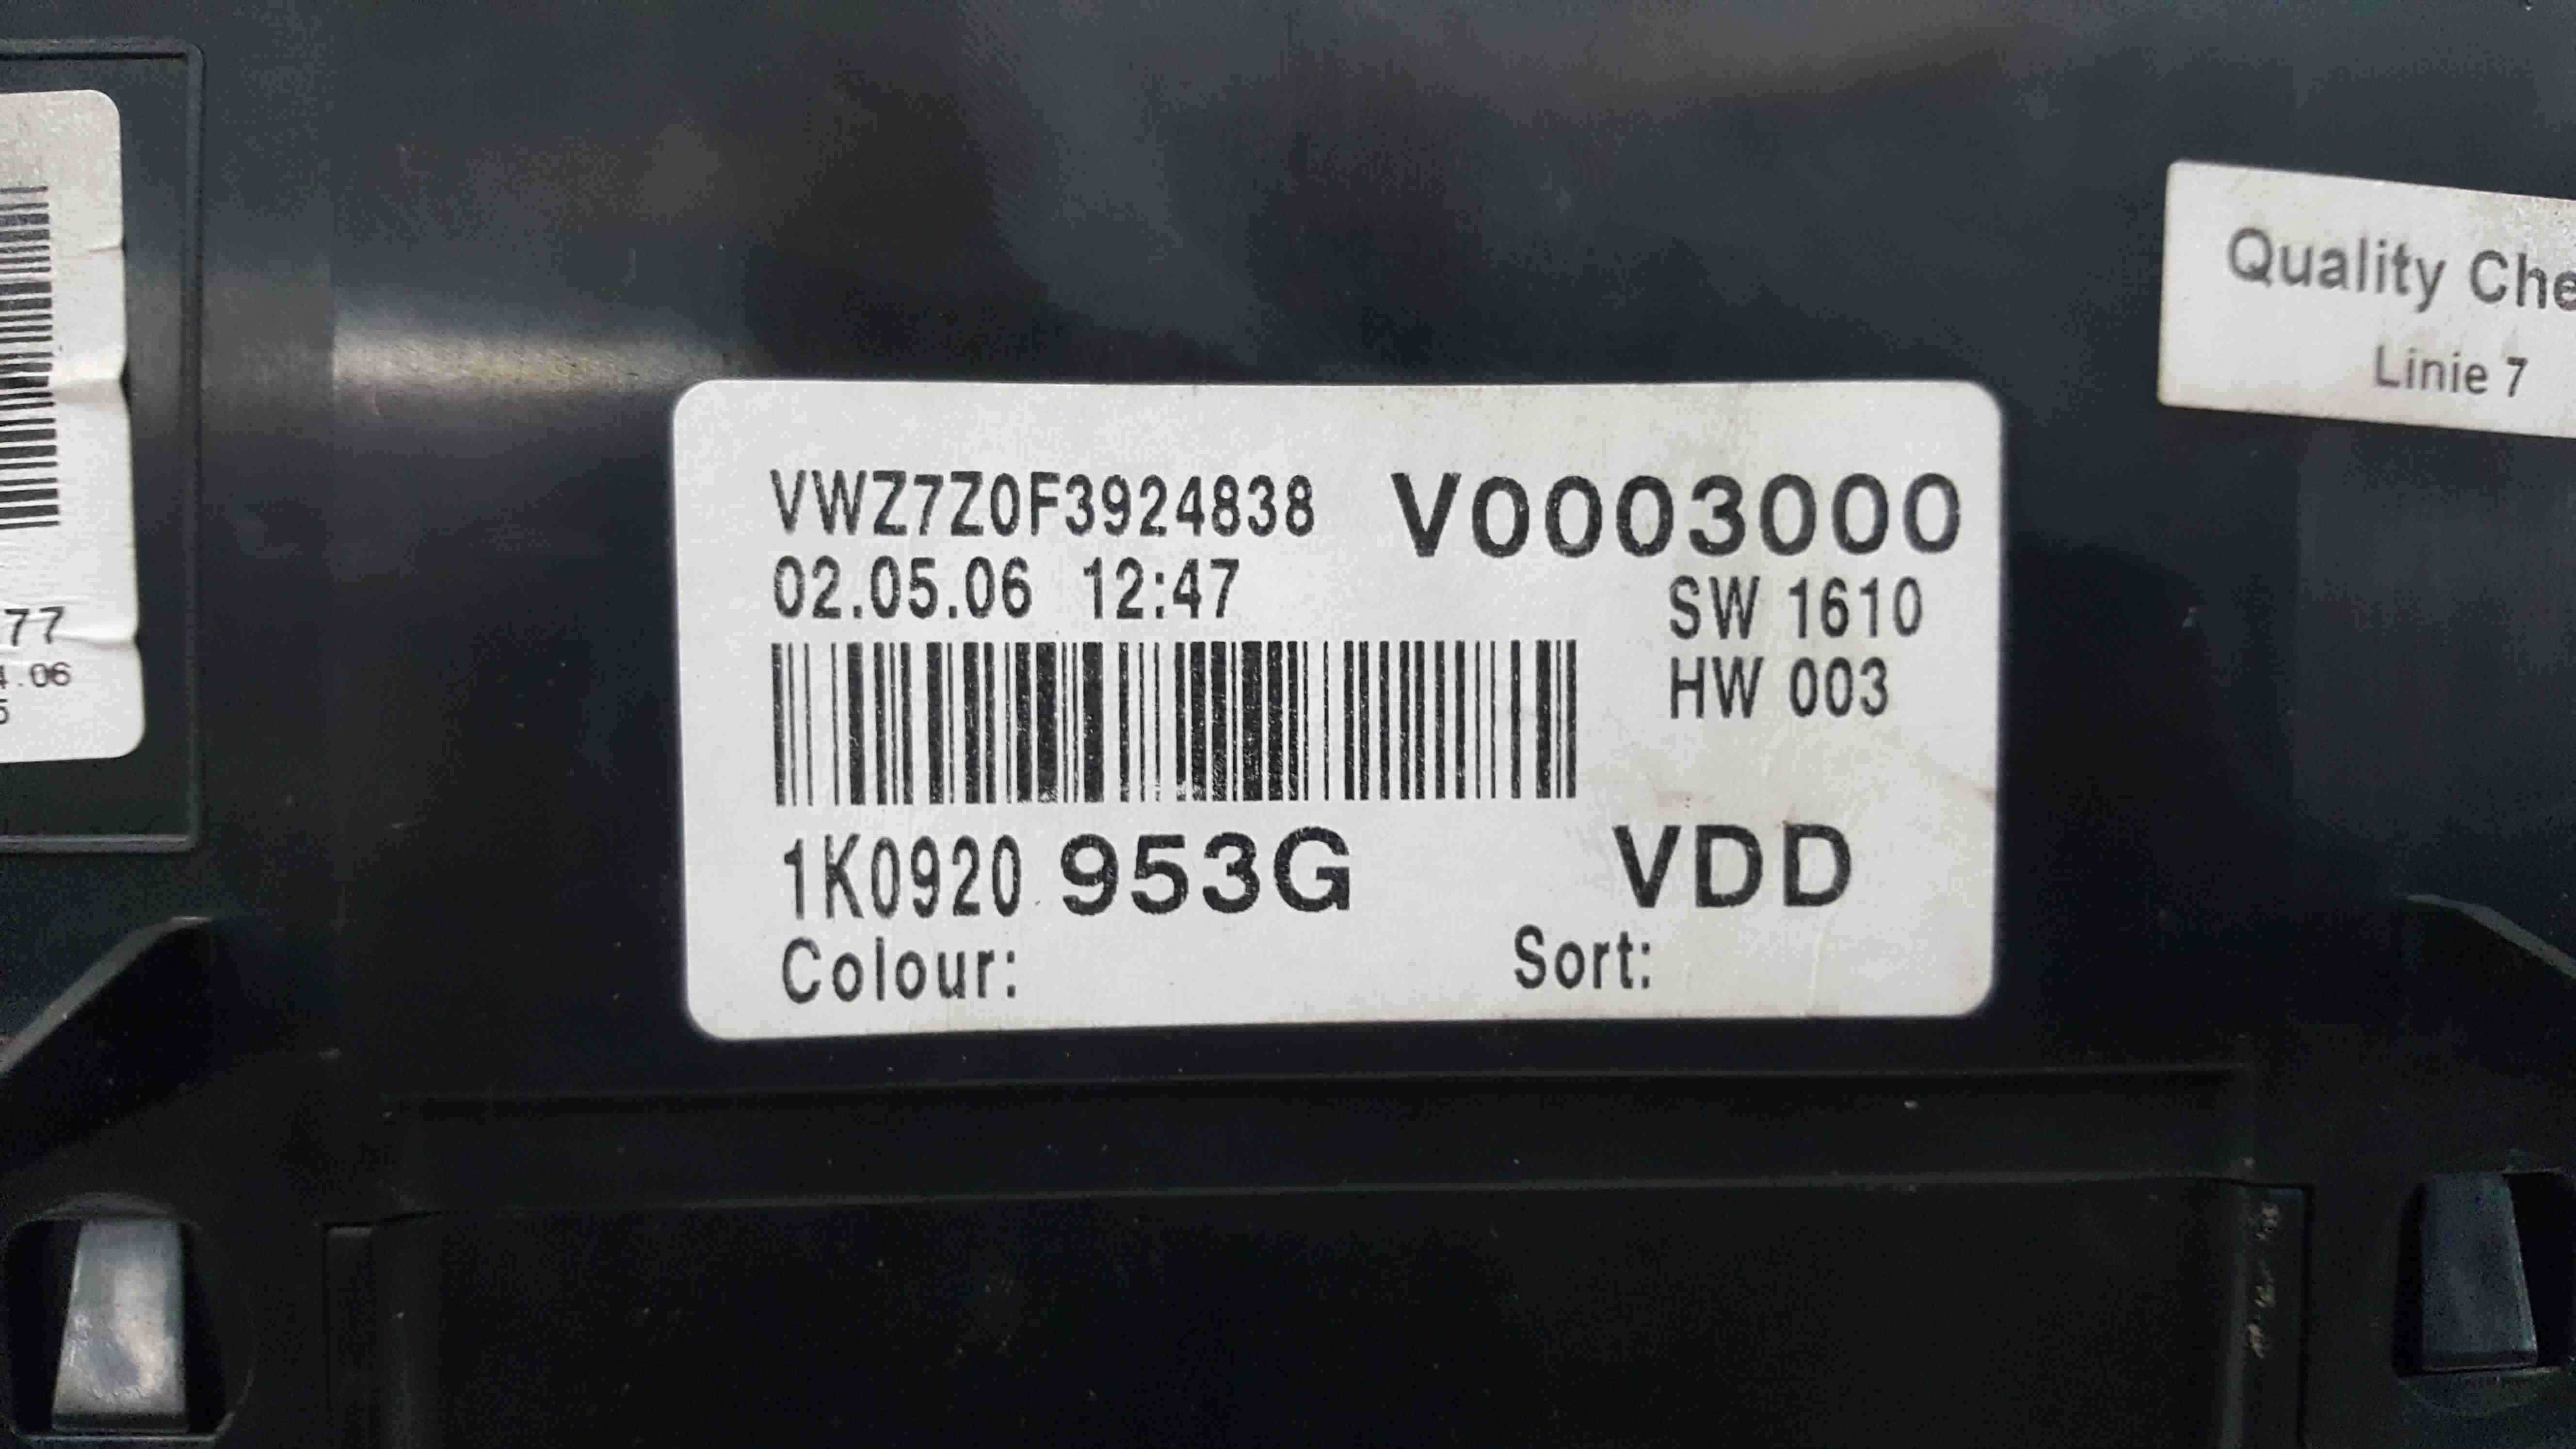 77
.06
Quality Che
Linie 7
VWZ7Z0F3924838 V0003000
02.05.06 12:47 SW 1610
HW 003
1K0920 953G VDD
Colour: Sort: